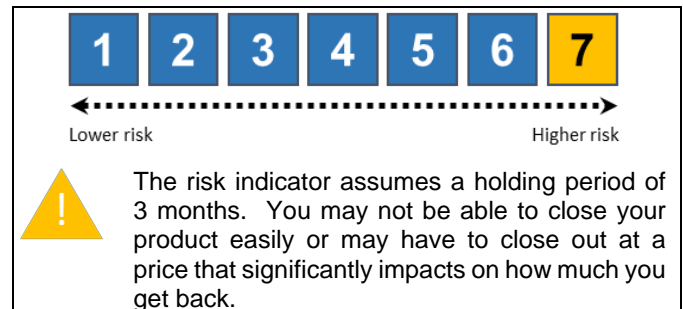 1 2 3 4 5 6 7
Lower risk Higher risk
!
The risk indicator assumes a holding period of
3 months. You may not be able to close your
product easily or may have to close out at a
price that significantly impacts on how much you
get back.